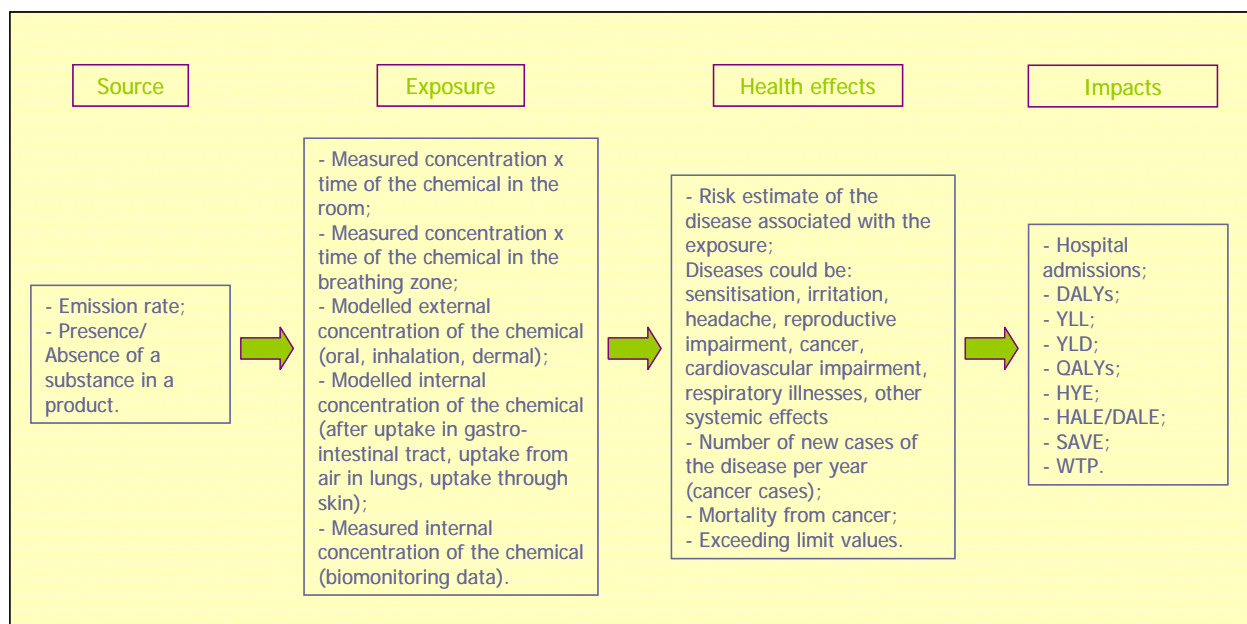 Source
Exposure
Health effects
Impacts
- Emission rate;
- Presence/
Absence of a
substance in a
product.
- Measured concentration x
time of the chemical in the
room;
- Measured concentration x
time of the chemical in the
breathing zone;
- Modelled external
concentration of the chemical
(oral, inhalation, dermal);
- Modelled internal
concentration of the chemical
(after uptake in gastro-
intestinal tract, uptake from
air in lungs, uptake through
skin);
- Measured internal
concentration of the chemical
(biomonitoring data).
- Risk estimate of the
disease associated with the
exposure;
Diseases could be:
sensitisation, irritation,
headache, reproductive
impairment, cancer,
cardiovascular impairment,
respiratory illnesses, other
systemic effects
- Number of new cases of
the disease per year
(cancer cases);
- Mortality from cancer;
- Exceeding limit values.
- Hospital
admissions;
- DALYs;
- YLL;
- YLD;
- QALYs;
- HYE;
- HALE/DALE;
- SAVE;
- WTP.